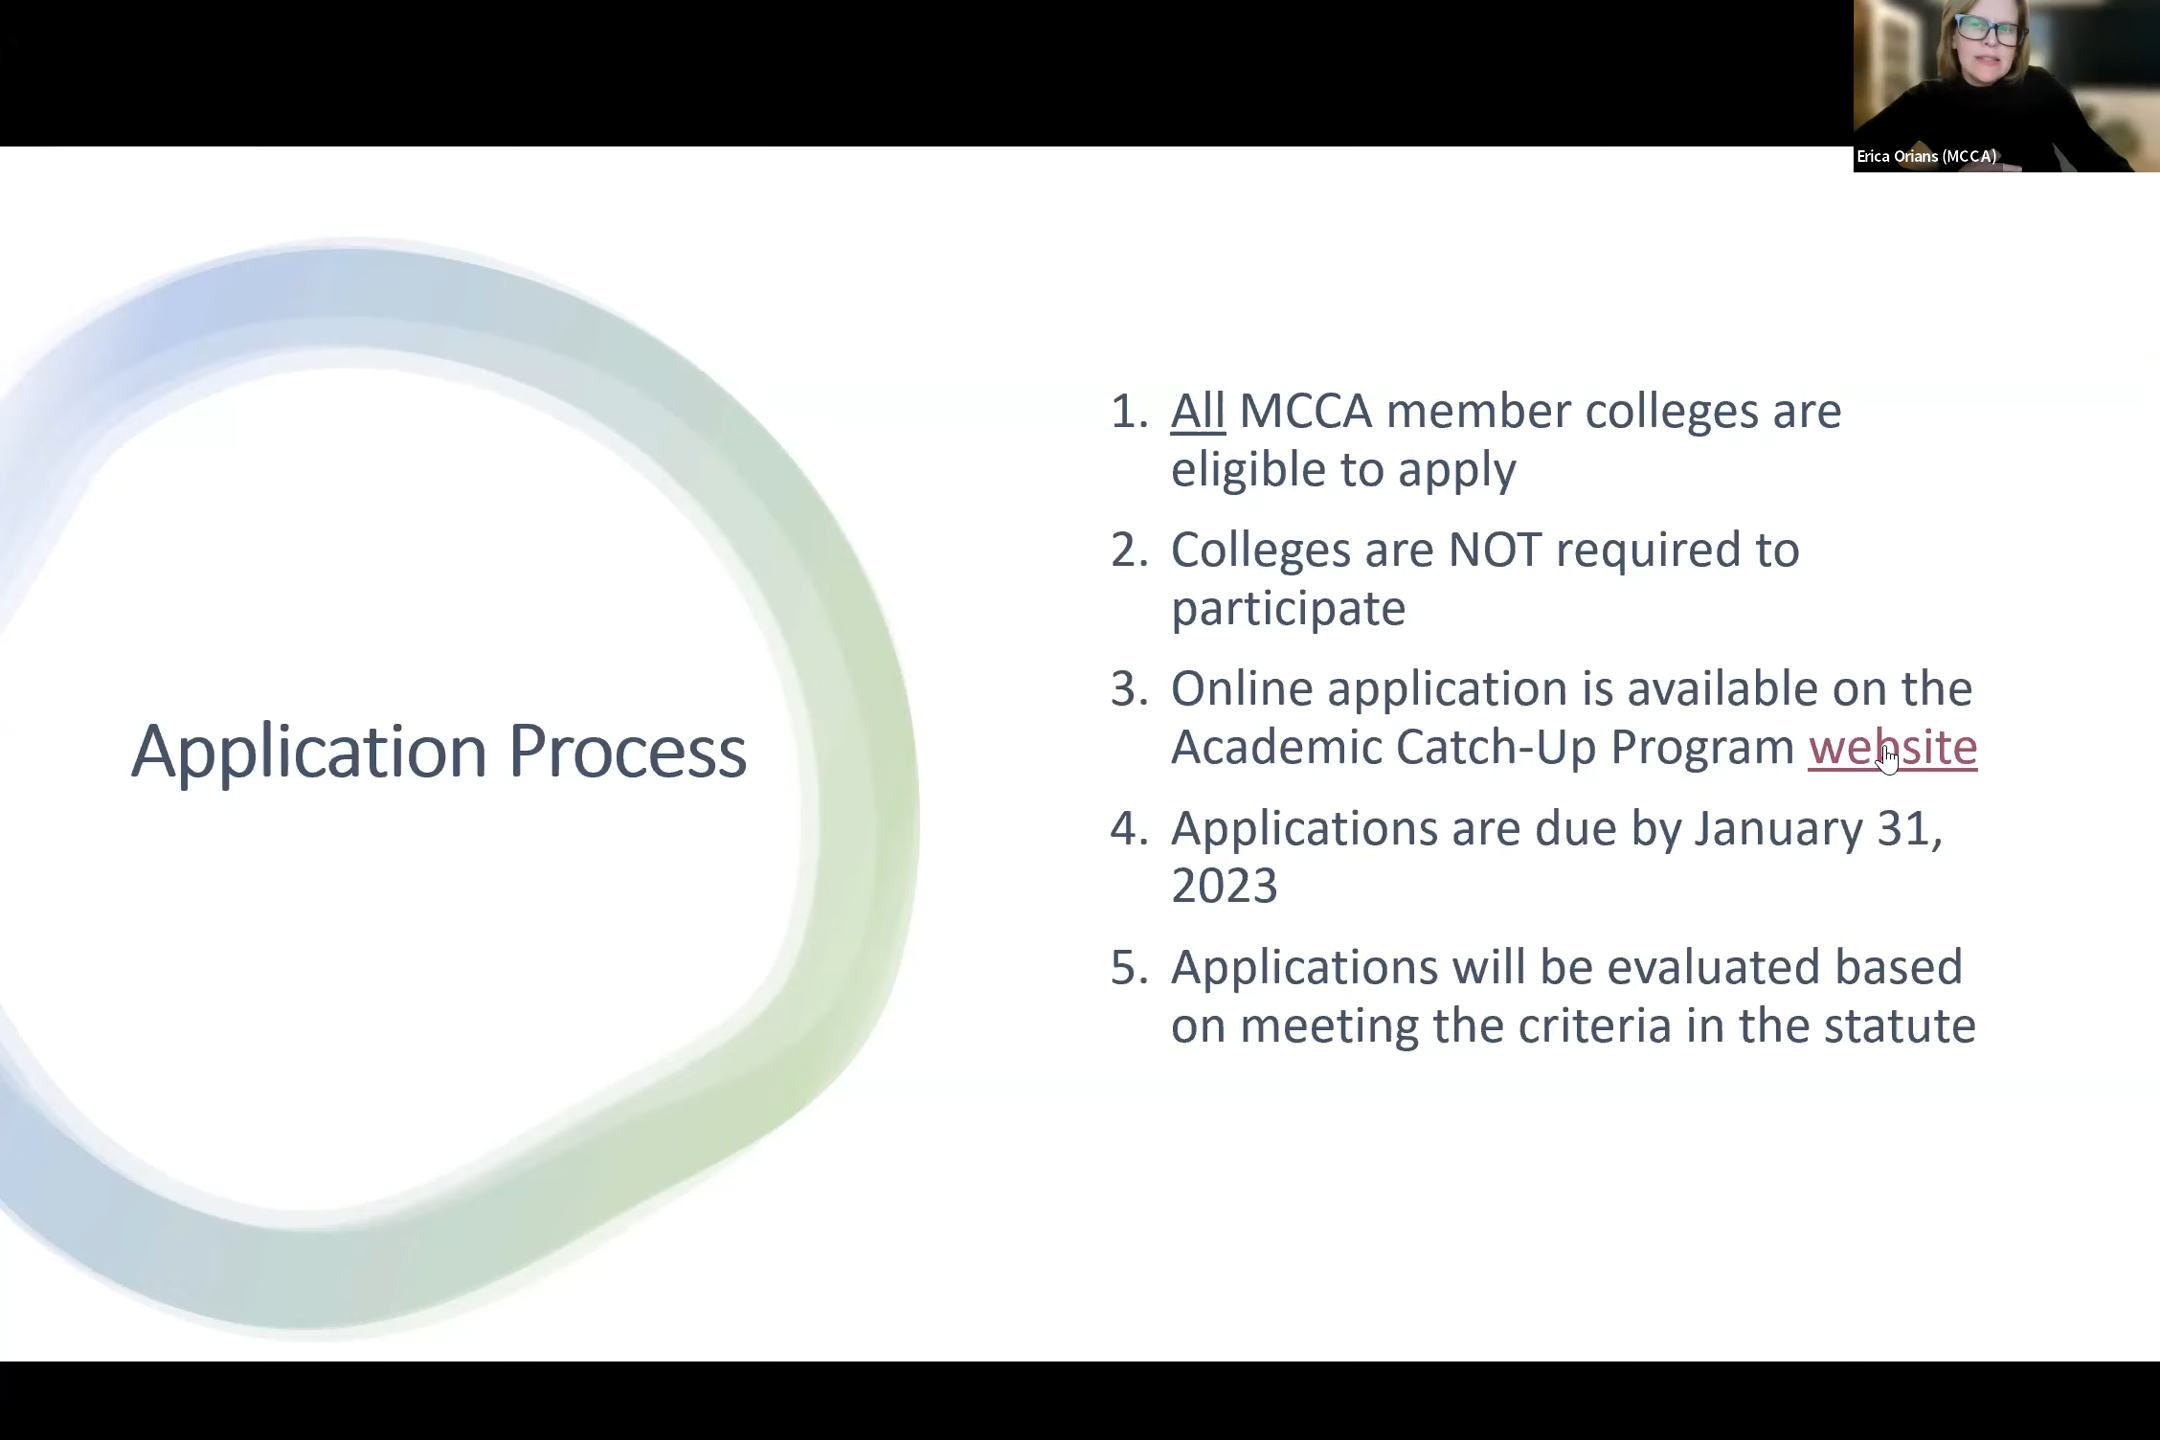 Erica Orians (MCCA)
Application Process
1. All MCCA member colleges are
eligible to apply
2. Colleges are NOT required to
participate
3. Online application is available on the
Academic Catch-Up Program website
4. Applications are due by January 31,
2023
5. Applications will be evaluated based
on meeting the criteria in the statute